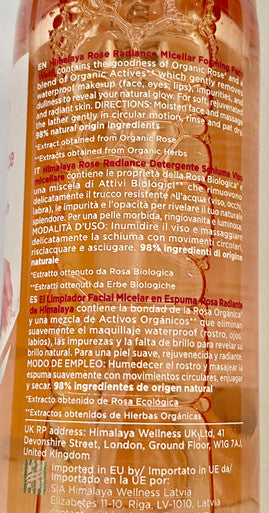 EN Himalaya Rose Radiance Micellar Foaming Face
Wash contains the goodness of Organic Rose* and a
blend of Organic Actives** which gently removes
waterproof make-up (face, eyes, lips), impurities, and
dullness to reveal your natural glow. For soft, rejuvenated
and radiant skin. DIRECTIONS: Moisten face and massage
the lather gently in circular motion, rinse and pat dry.
98% natural origin ingredients
*Extract obtained from Organic Rose
**Extracts obtained from Organic Herbs
IT Himalaya Rose Radiance Detergente Schiuma Viso
micellare contiene le proprietà della Rosa Biologica* e
una miscela di Attivi Biologici** che rimuovono
delicatamente il trucco resistente all'acqua (viso, occhi,
labra), le impurità e l'opacità per rivelare il tuo naturale
splendore. Per una pelle morbida, ringiovanita e luminosa.
MODALITÀ D'USO: Inumidire il viso e massaggiare
delicatamente la schiuma con movimenti circolari,
risciacquare e asciugare. 98% ingredienti di origine
naturale
*Estratto ottenuto da Rosa Biologica
**Estratti ottenuti da Erbe Biologiche
ES El Limpiador Facial Micelar en Espuma Rosa Radiante
de Himalaya contiene la bondad de la Rosa Orgánica*
y una mezcla de Activos Orgánicos** que eliminan
suavemente el maquillaje waterproof (rostro, ojos,
labios), las impurezas y la falta de brillo para revelar su
brillo natural. Para una piel suave, rejuvenecida y radiante.
MODO DE EMPLEO: Humedecer el rostro y masajear la
espuma suavemente con movimientos circulares, enjuagar
y secar. 98% ingredientes de origen natural
*Extracto obtenido de Rosa Ecológica
**Extractos obtenidos de Hierbas Orgánicas
UK RP address: Himalaya Wellness UK Ltd, 41
Devonshire Street, London, Ground Floor, W1G 7AJ,
United Kingdom
Imported in EU by/ Importato in UE da/
Importado en la UE por:
SIA Himalaya Wellness Latvia
Elizabetes 11-10, Riga, LV-1010, Latvia